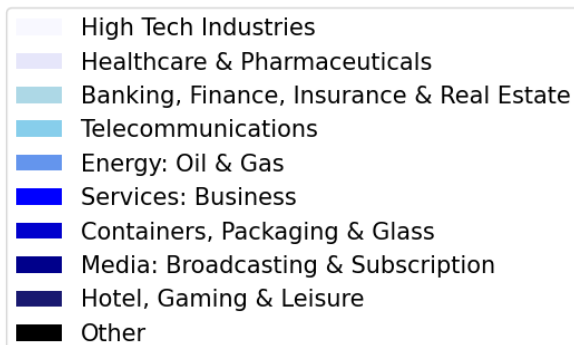 High Tech Industries
Healthcare & Pharmaceuticals
Banking, Finance, Insurance & Real Estate
Telecommunications
Energy: Oil & Gas
Services: Business
Containers, Packaging & Glass
Media: Broadcasting & Subscription
Hotel, Gaming & Leisure
Other